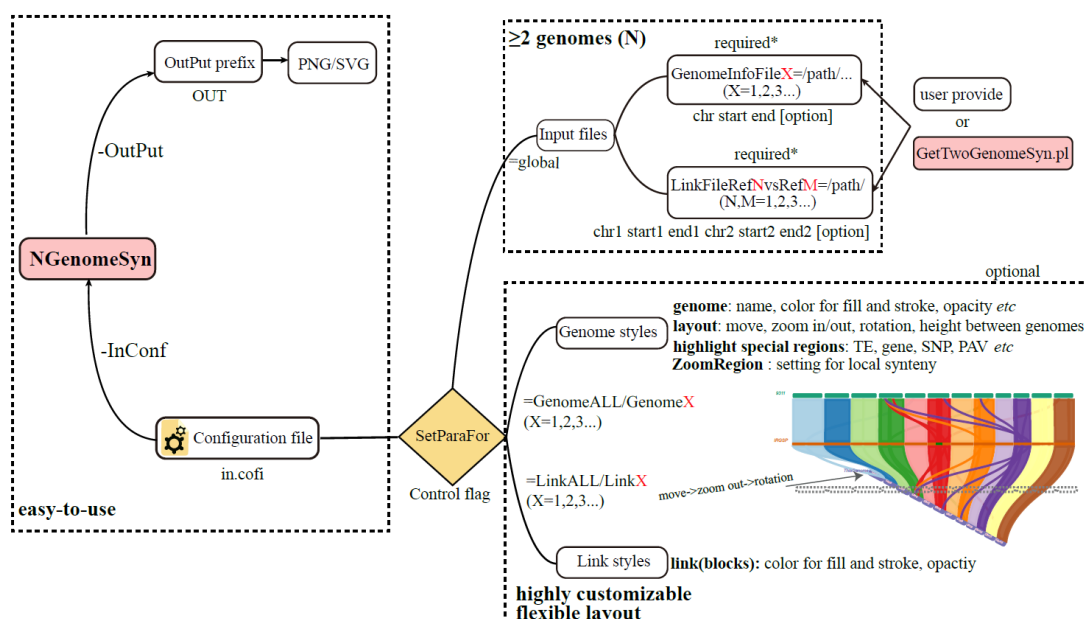 OutPut prefix
PNG/SVG
OUT
-OutPut
NGenomeSyn
-InConf
Configuration file
in.cofi
easy-to-use
SetParaFor
Control flag
≥2 genomes (N)
required*
GenomeInfoFileX=/path/...
(X=1,2,3...)
chr start end [option]
Input files
=global
required*
LinkFileRefNvsRefM=/path/
(N,M=1,2,3...)
chr1 start1 end1 chr2 start2 end2 [option]
user provide
or
GetTwoGenomeSyn.pl
optional
Genome styles
genome: name, color for fill and stroke, opacity etc
layout: move, zoom in/out, rotation, height between genomes
highlight special regions: TE, gene, SNP, PAV etc
ZoomRegion : setting for local synteny
=GenomeALL/GenomeX
(X=1,2,3...)
=LinkALL/LinkX
(X=1,2,3...)
move->zoom out->rotation
Link styles
link(blocks): color for fill and stroke, opactiy
highly customizable
flexible layout